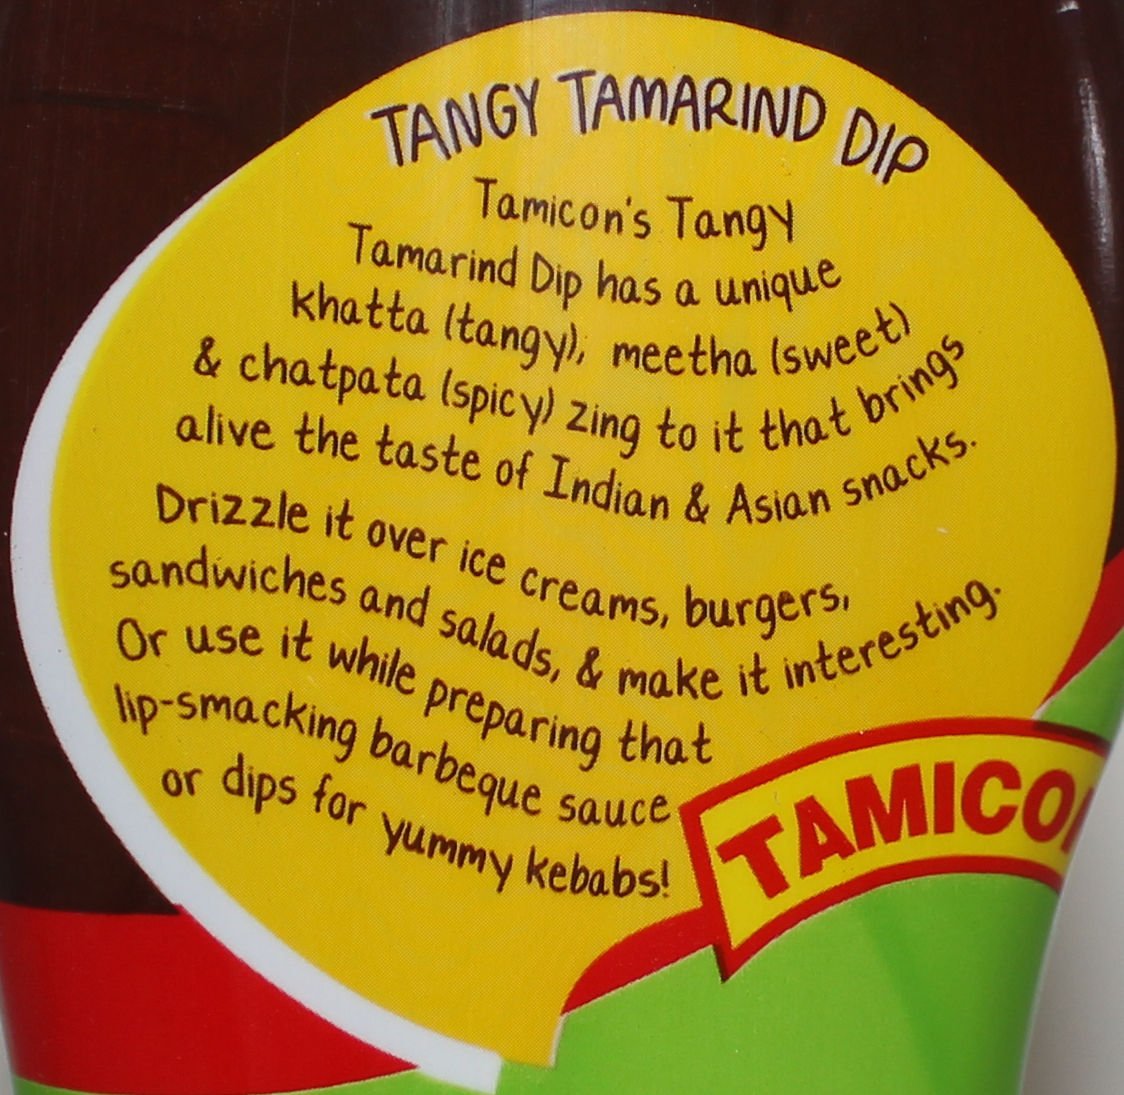 TANGY TAMARIND DIP
Tamicon's Tangy
Tamarind Dip has a unique
khatta (tangy), meetha (sweet)
& chatpata (spicy) zing to it that brings
alive the taste of Indian & Asian snacks.
Drizzle it over ice creams, burgers,
sandwiches and salads, & make it interesting.
Or use it while preparing that
lip-smacking barbeque sauce
or dips for yummy kebabs!
TAMICON